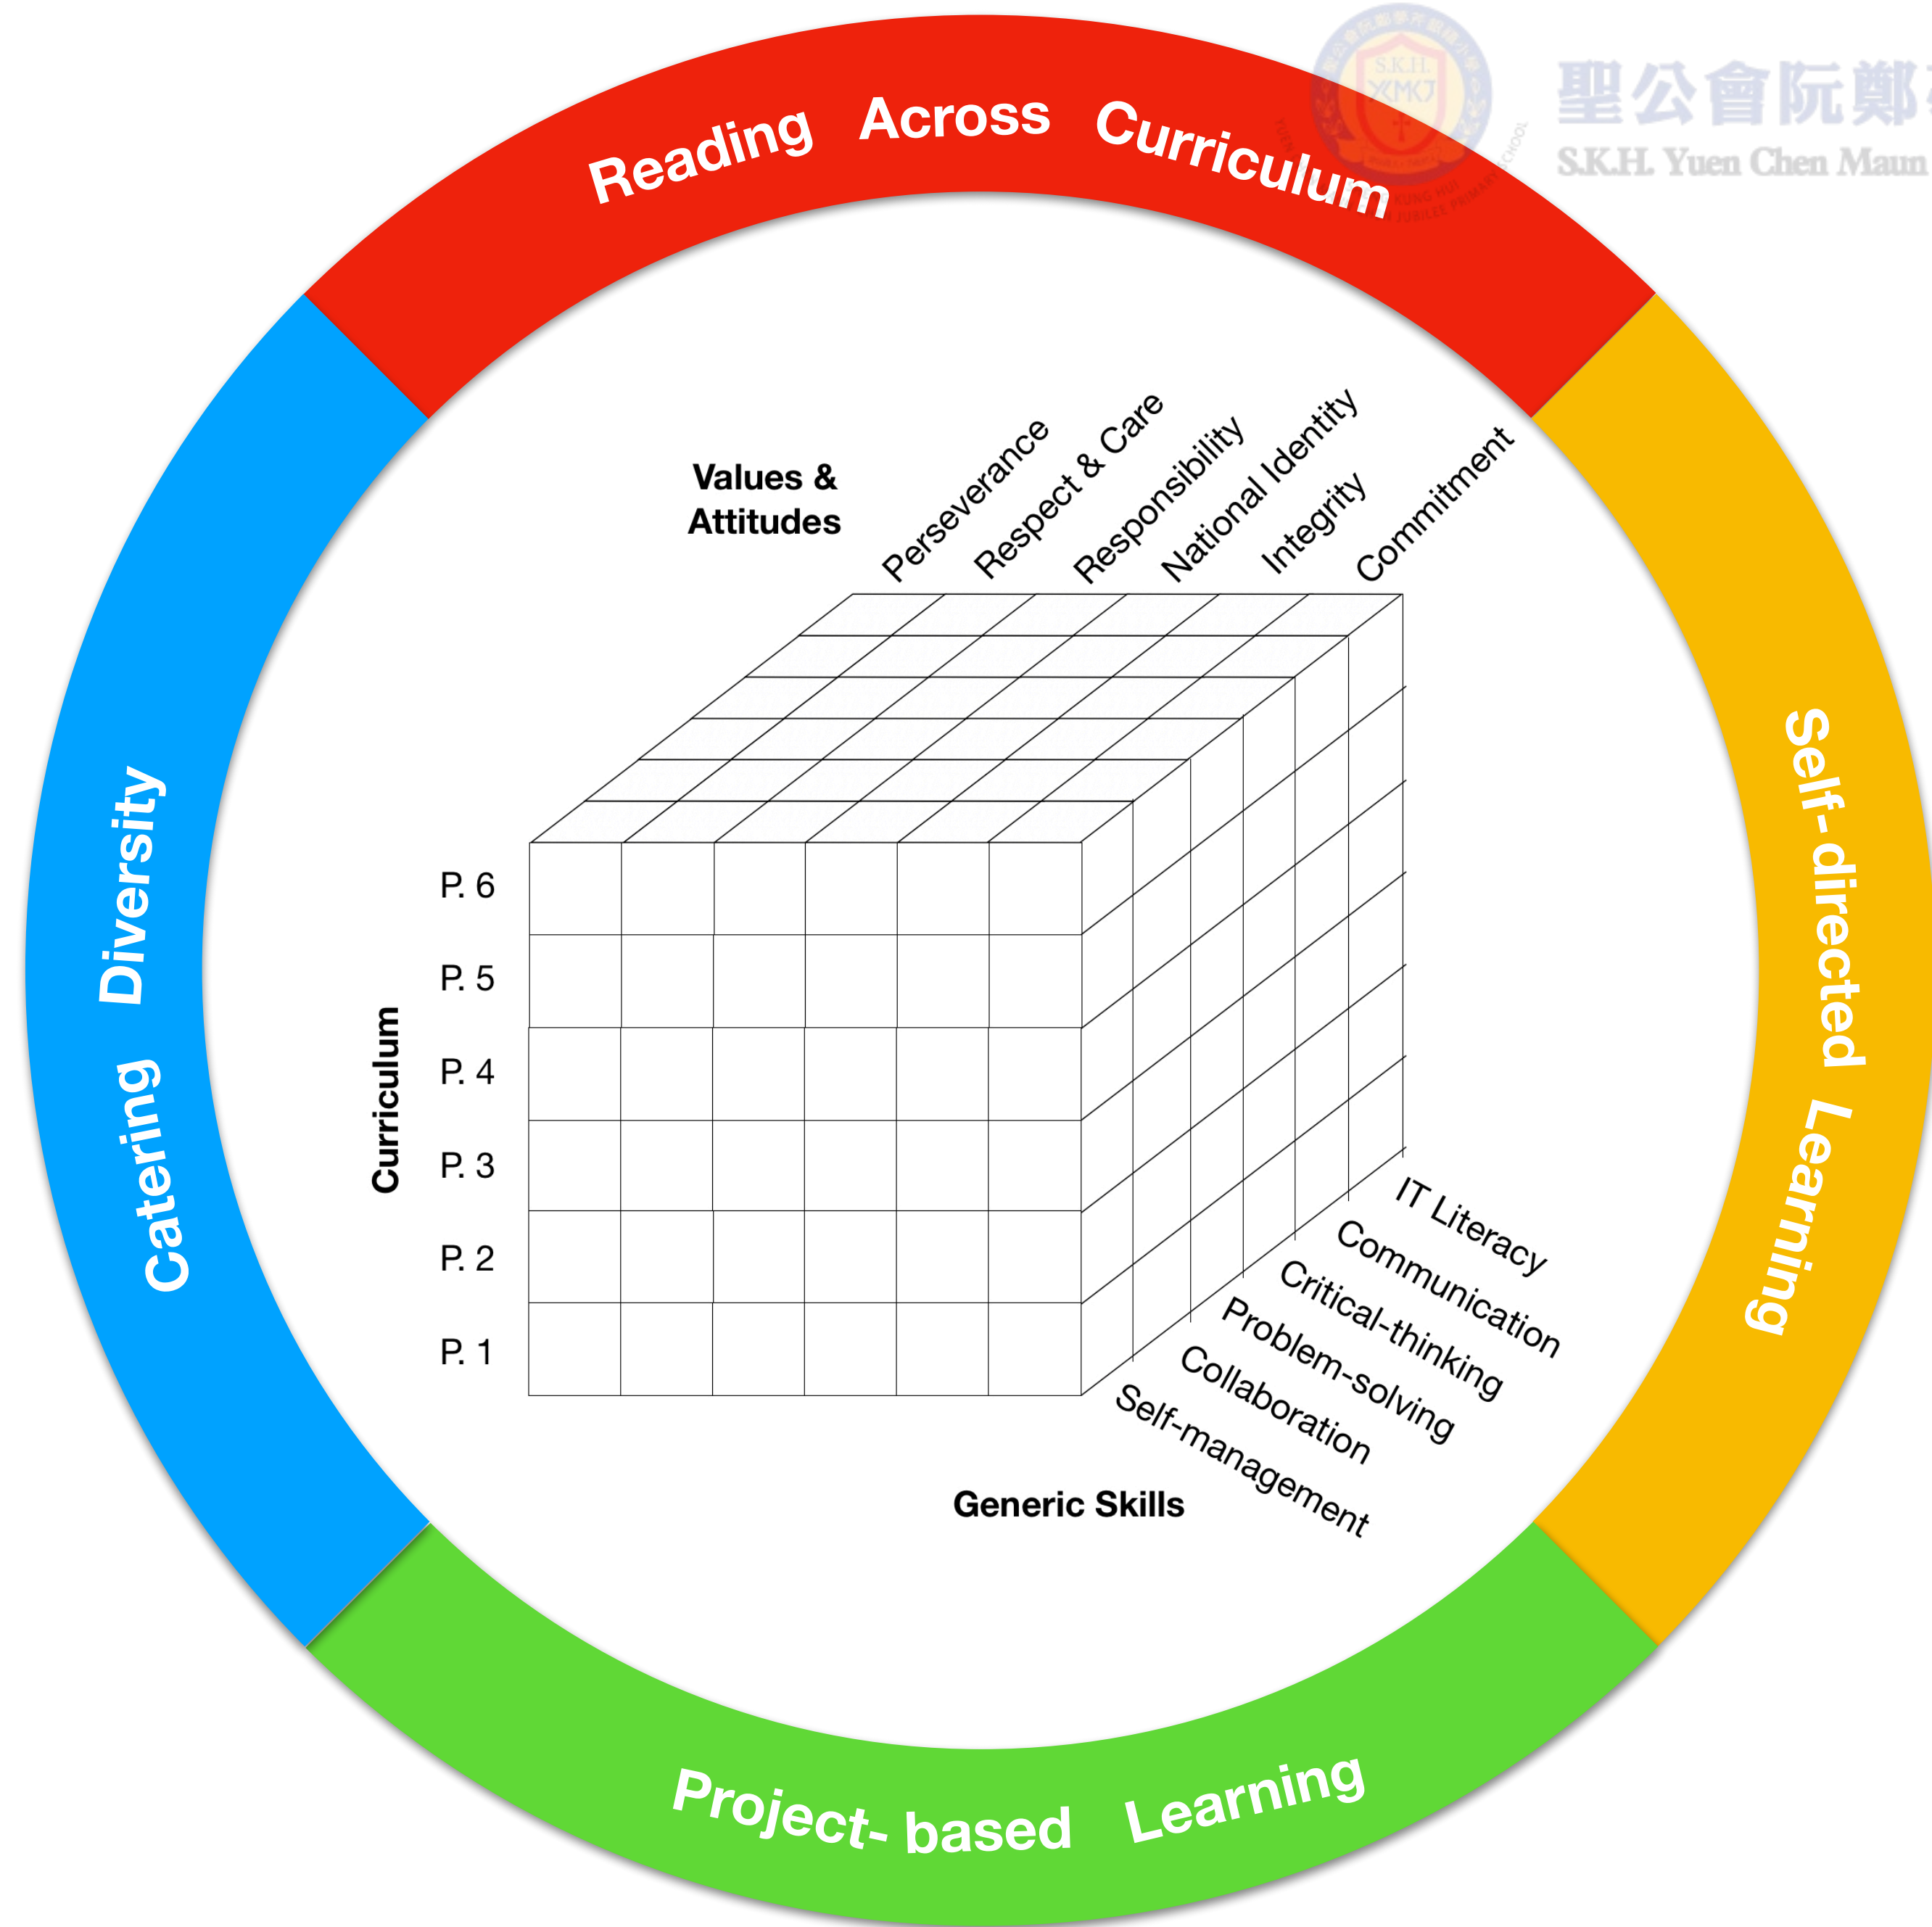 Reading Across Curriculum
聖公會阮鄭
S.K.H. Yuen Chen Maun
S.K.H.
YCMCJ
Values &
Attitudes
Perseverance
Respect & Care
Responsibility
National Identity
Integrity
Commitment
Catering Diversity
Self-directed Learning
Curriculum
P. 6
P. 5
P. 4
P. 3
P. 2
P. 1
IT Literacy
Communication
Critical-thinking
Problem-solving
Collaboration
Self-management
Generic Skills
Project- based Learning